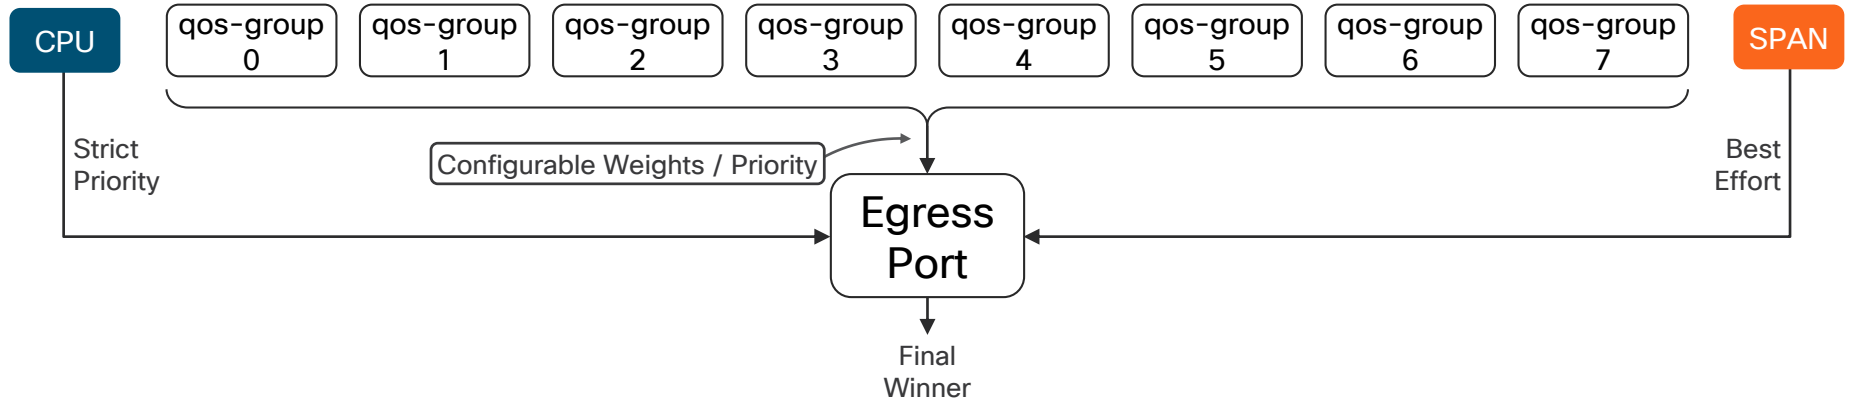 CPU
qos-group
0
qos-group
1
qos-group
2
qos-group
3
qos-group
4
qos-group
5
qos-group
6
qos-group
7
SPAN
Strict
Priority
Configurable Weights / Priority
Best
Effort
Egress
Port
Final
Winner